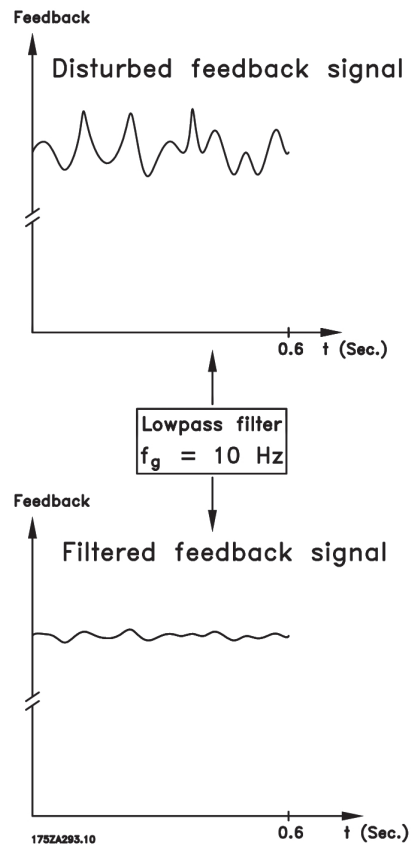 Feedback
Disturbed feedback signal
0.6 t (Sec.)
Lowpass filter
fg = 10 Hz
Feedback
Filtered feedback signal
0.6 t (Sec.)
175ZA293.10